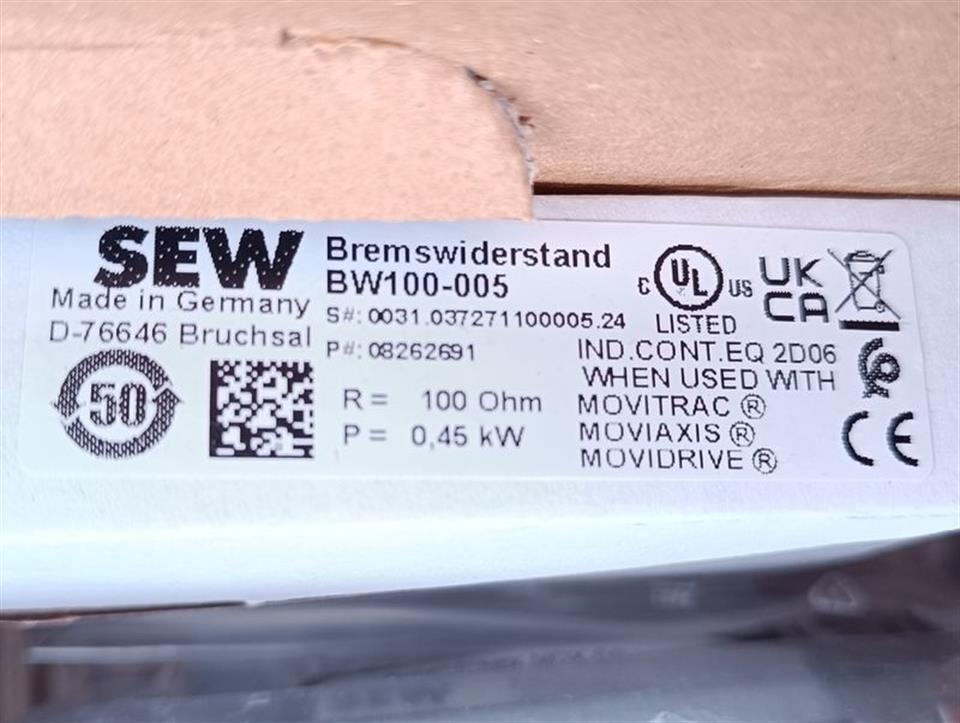 SEW
Made in Germany
D-76646 Bruchsal
50
Bremswiderstand
BW100-005
S#: 0031.037271100005.24
P#: 08262691
R = 100 Ohm
P = 0,45 kW
C UL US
LISTED
IND.CONT.EQ 2D06
WHEN USED WITH
MOVITRAC ®
MOVIAXIS ®
MOVIDRIVE ®
UK
CA
CE